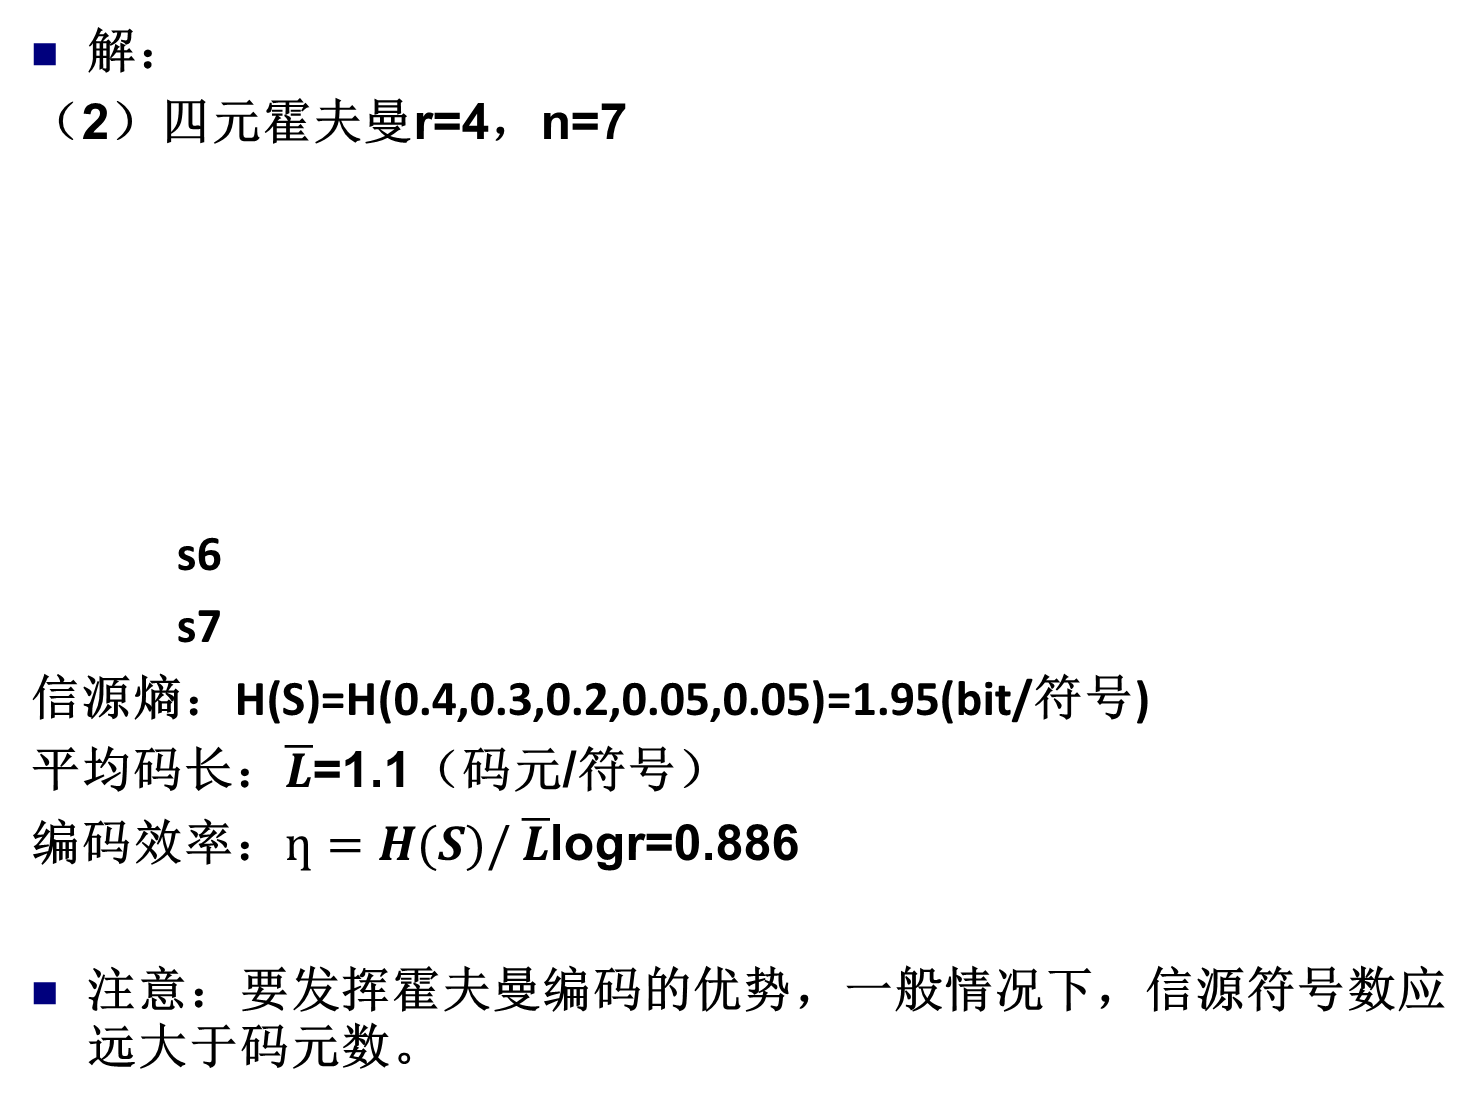 ■ 解：
（2）四元霍夫曼r=4，n=7
s6
s7
信源熵：H(S)=H(0.4,0.3,0.2,0.05,0.05)=1.95(bit/符号)
平均码长：L̅=1.1（码元/符号）
编码效率：η = H(S)/ L̅logr=0.886
■ 注意：要发挥霍夫曼编码的优势，一般情况下，信源符号数应
远大于码元数。